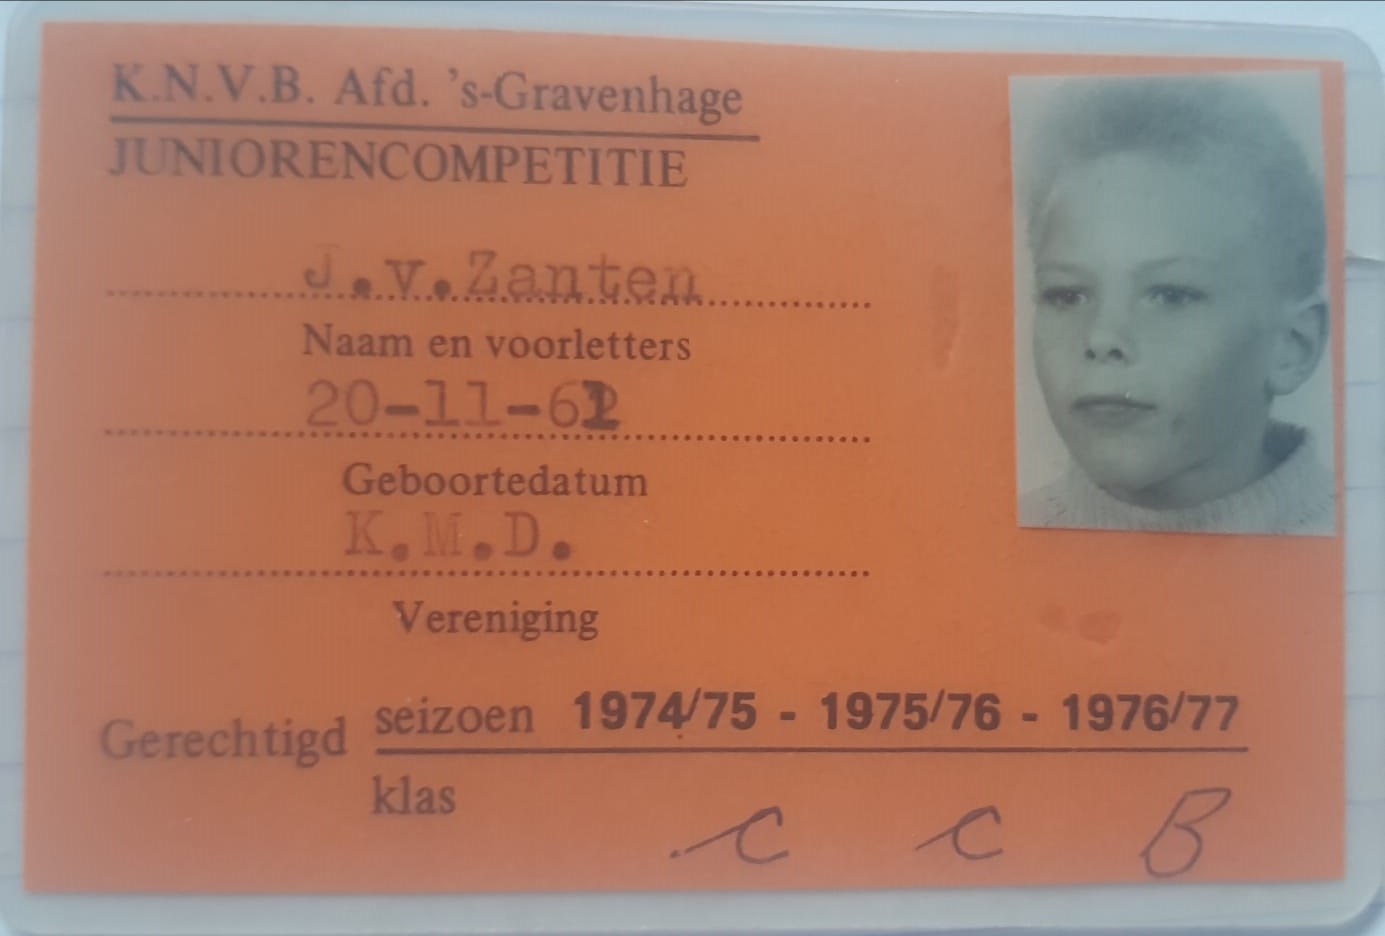 K.N.V.B. Afd. 's-Gravenhage
JUNIORENCOMPETITIE
J.v.Zanten
Naam en voorletters
20-11-61
Geboortedatum
K.M.D.
Vereniging
Gerechtigd seizoen 1974/75 - 1975/76 - 1976/77
klas C C B